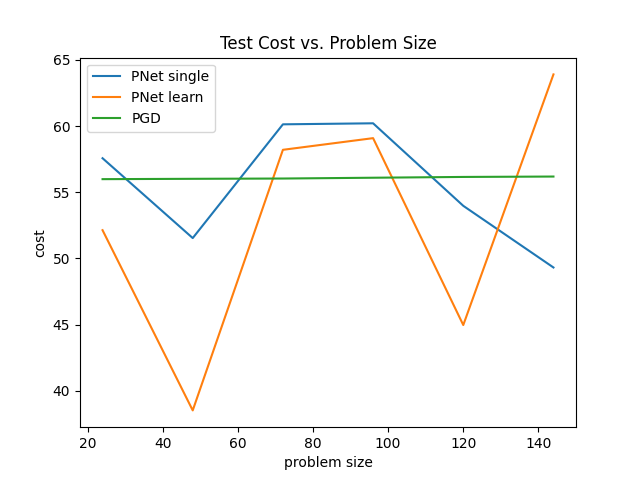 Test Cost vs. Problem Size
65
60
55
50
45
40
cost
PNet single
PNet learn
PGD
20 40 60 80 100 120 140
problem size